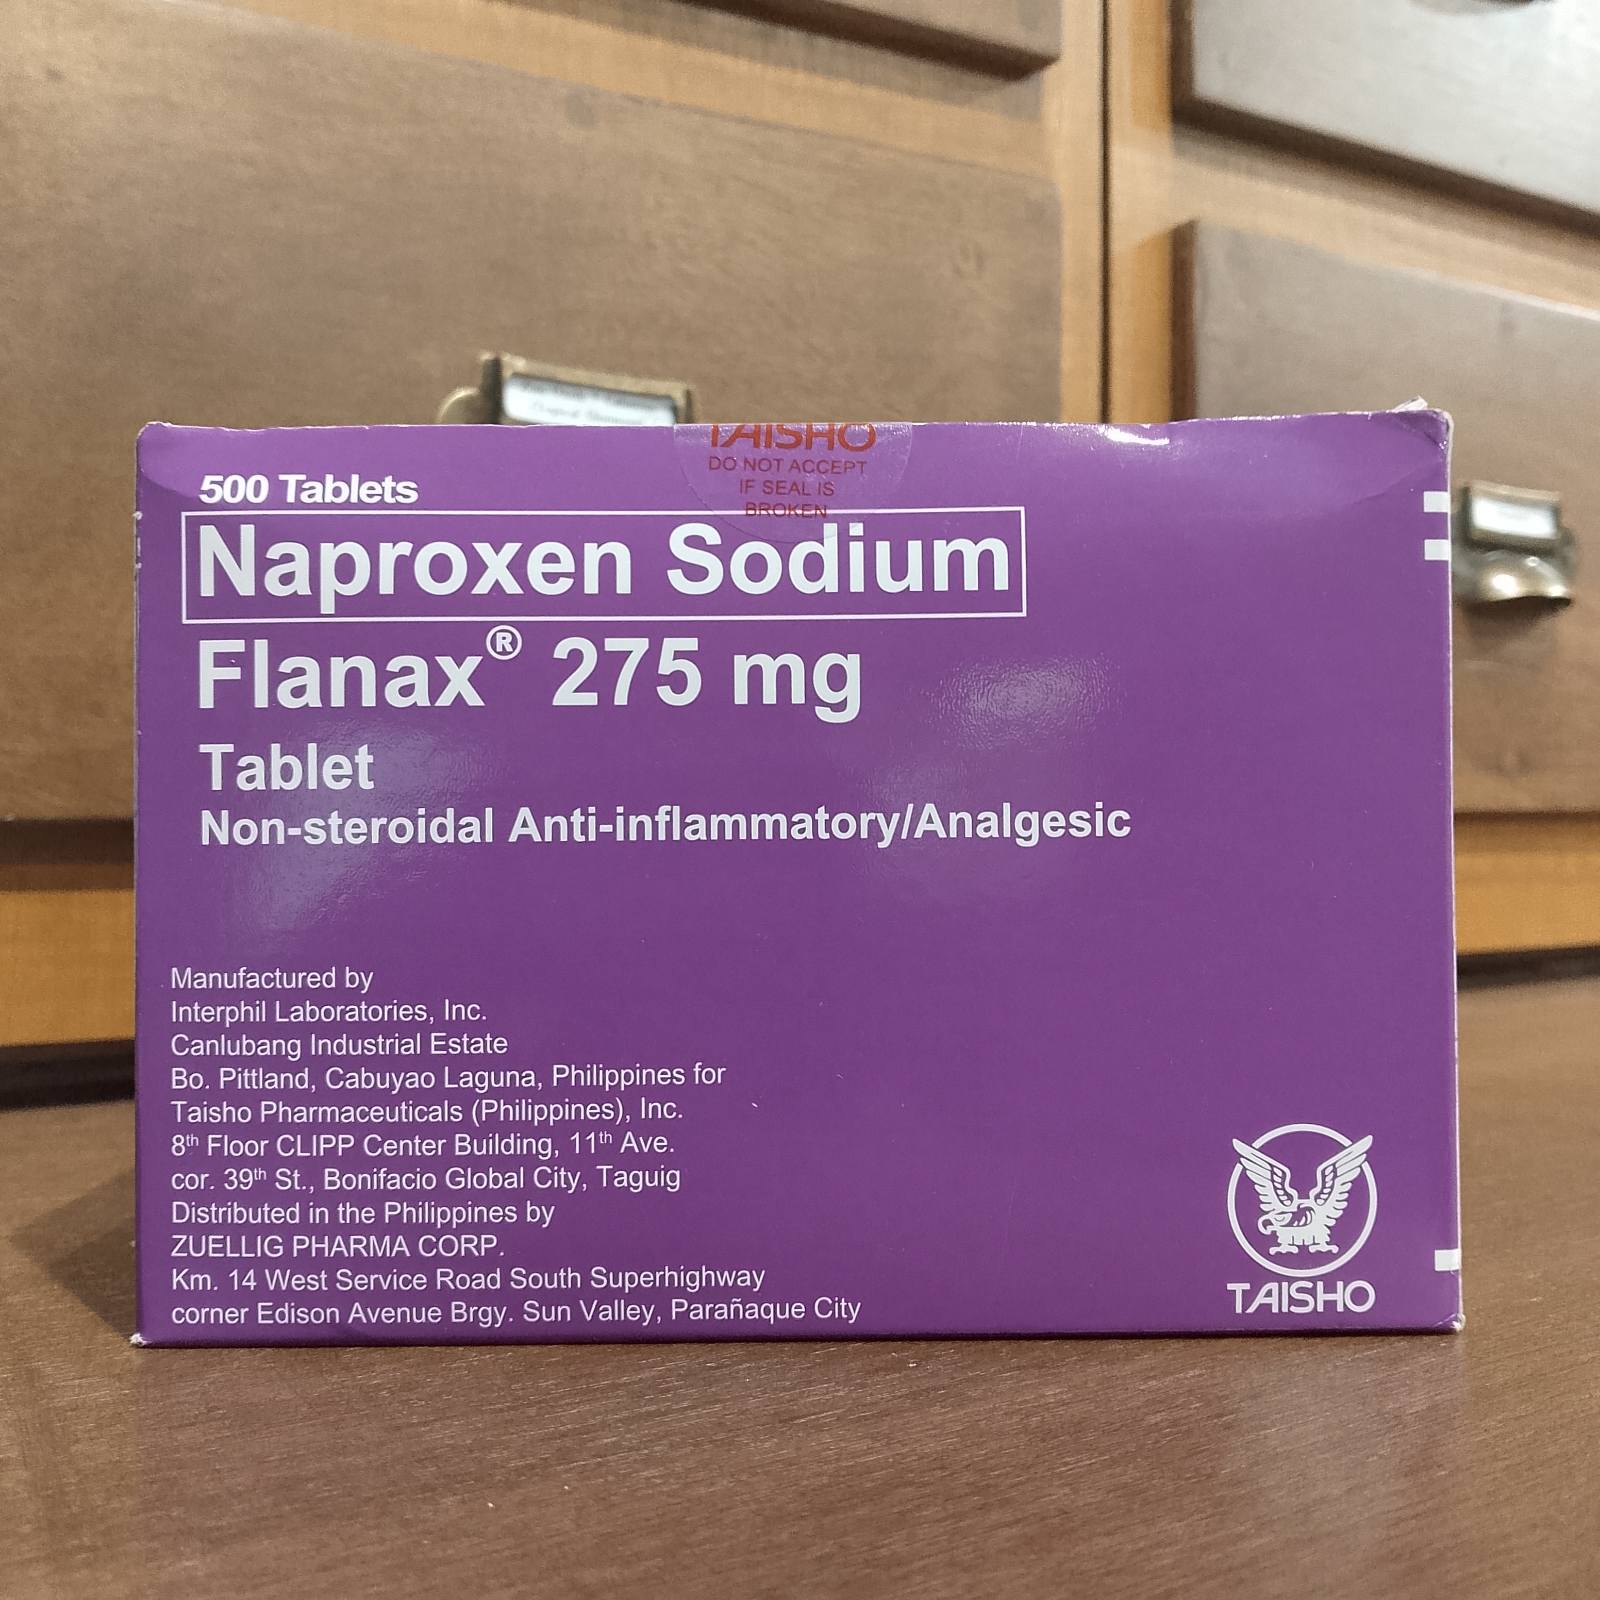 TAISHO
DO NOT ACCEPT
IF SEAL IS
BROKEN
500 Tablets
Naproxen Sodium
Flanax® 275 mg
Tablet
Non-steroidal Anti-inflammatory/Analgesic
Manufactured by
Interphil Laboratories, Inc.
Canlubang Industrial Estate
Bo. Pittland, Cabuyao Laguna, Philippines for
Taisho Pharmaceuticals (Philippines), Inc.
8th Floor CLIPP Center Building, 11th Ave.
cor. 39th St., Bonifacio Global City, Taguig
Distributed in the Philippines by
ZUELLIG PHARMA CORP.
Km. 14 West Service Road South Superhighway
corner Edison Avenue Brgy. Sun Valley, Parañaque City
TAISHO